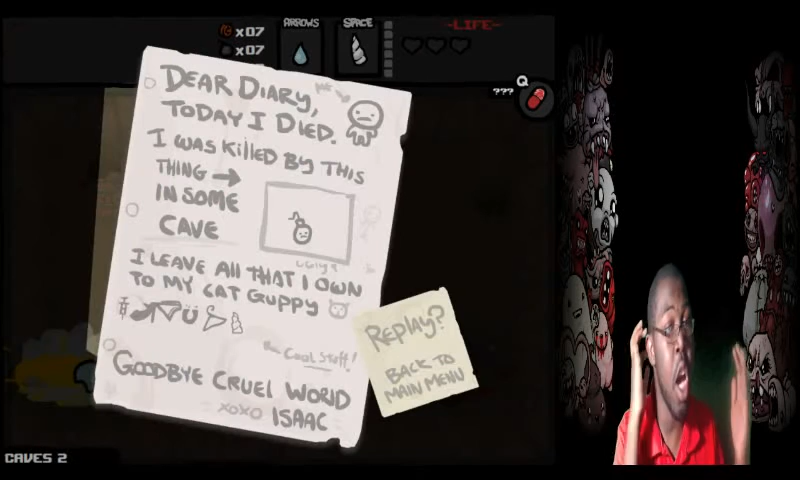 x07
x07
ARROWS
SPACE
-LIFE-
Q
???
DEAR DIARY,
TODAY I DIED.
I WAS KILLED BY THIS
THING →
IN SOME
CAVE
UGLY?
I LEAVE ALL THAT I OWN
TO MY CAT GUPPY
COOL STUFF!
GOODBYE CRUEL WORLD
XOXO ISAAC
REPLAY?
BACK TO
MAIN MENU
CAVES 2